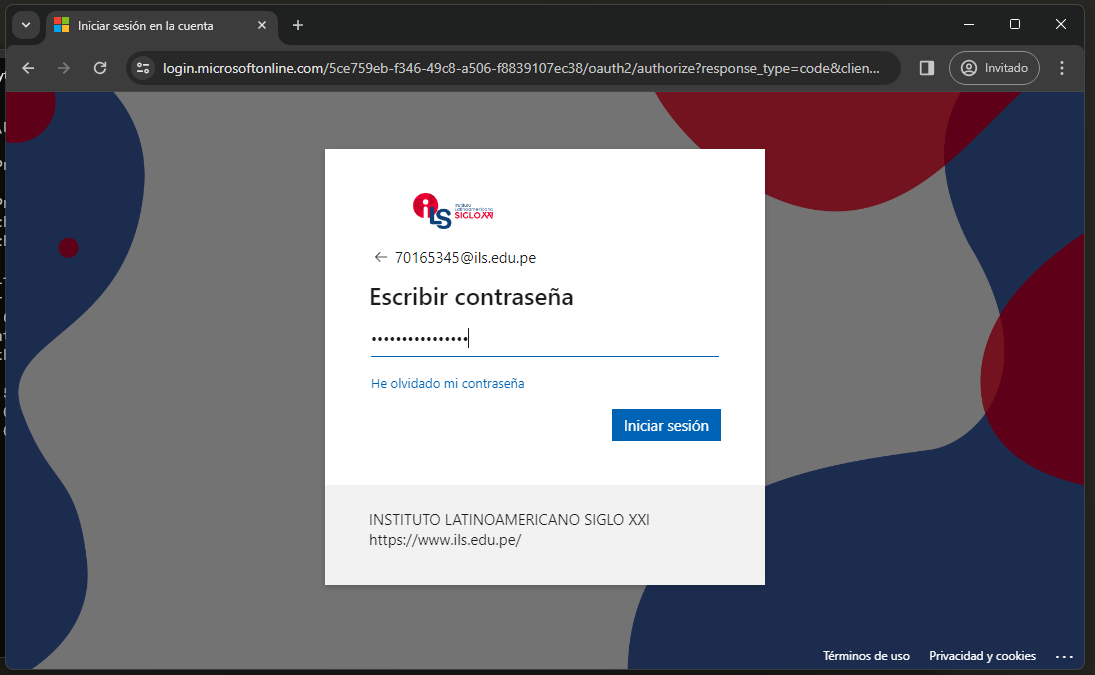 Iniciar sesión en la cuenta
login.microsoftonline.com/5ce759eb-f346-49c8-a506-f8839107ec38/oauth2/authorize?response_type=code&clien...
Invitado
iLS
Instituto
Latinoamericano
SIGLO XXI
70165345@ils.edu.pe
Escribir contraseña
••••••••••••••••
He olvidado mi contraseña
Iniciar sesión
INSTITUTO LATINOAMERICANO SIGLO XXI
https://www.ils.edu.pe/
Términos de uso
Privacidad y cookies
...